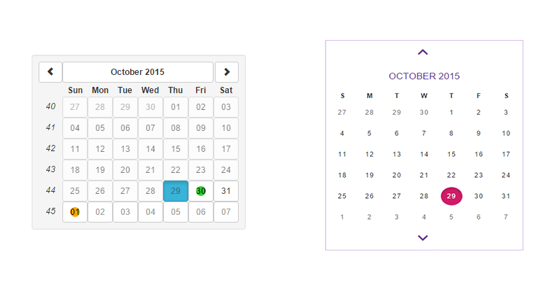 October 2015
Sun Mon Tue Wed Thu Fri Sat
40 27 28 29 30 01 02 03
41 04 05 06 07 08 09 10
42 11 12 13 14 15 16 17
43 18 19 20 21 22 23 24
44 25 26 27 28 29 30 31
45 01 02 03 04 05 06 07
OCTOBER 2015
S M T W T F S
27 28 29 30 1 2 3
4 5 6 7 8 9 10
11 12 13 14 15 16 17
18 19 20 21 22 23 24
25 26 27 28 29 30 31
1 2 3 4 5 6 7